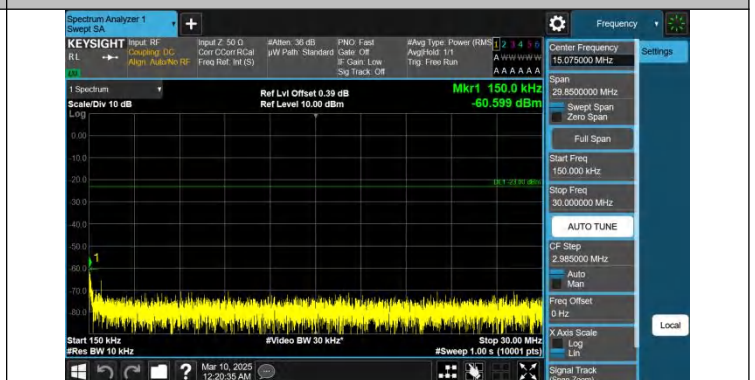 Spectrum Analyzer 1
Swept SA
+
Frequency
KEYSIGHT Input: RF Input Z: 50 Ω #Atten: 36 dB PNO: Fast #Avg Type: Power (RMS 1 2 3 4 5 6
RL Coupling: DC Corr CCorr RCal µW Path: Standard Gate: Off Avg|Hold: 1/1 A W W W W W
Align: Auto/No RF Freq Ref: Int (S) IF Gain: Low Trig: Free Run
Sig Track: Off A A A A A A
Center Frequency
15.075000 MHz
Settings
1 Spectrum
Scale/Div 10 dB
Log
Ref Lvl Offset 0.39 dB
Ref Level 10.00 dBm
Mkr1 150.0 kHz
-60.599 dBm
Span
29.8500000 MHz
Swept Span
Zero Span
Full Span
Start Freq
150.000 kHz
Stop Freq
30.000000 MHz
AUTO TUNE
CF Step
2.985000 MHz
Auto
Man
Freq Offset
0 Hz
X Axis Scale
Log
Lin
Signal Track
(Span Zoom)
Local
0.00
-10.0
-20.0
-30.0
-40.0
-50.0
-60.0
-70.0
-80.0
1
Start 150 kHz #Video BW 30 kHz* Stop 30.00 MHz
#Res BW 10 kHz #Sweep 1.00 s (10001 pts)
? Mar 10, 2025
12:20:35 AM